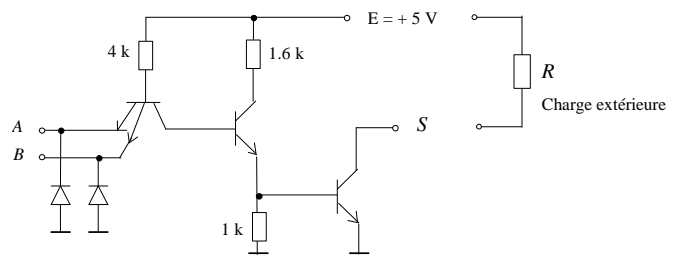 E = + 5 V
4 k
1.6 k
R
Charge extérieure
A
S
B
1 k